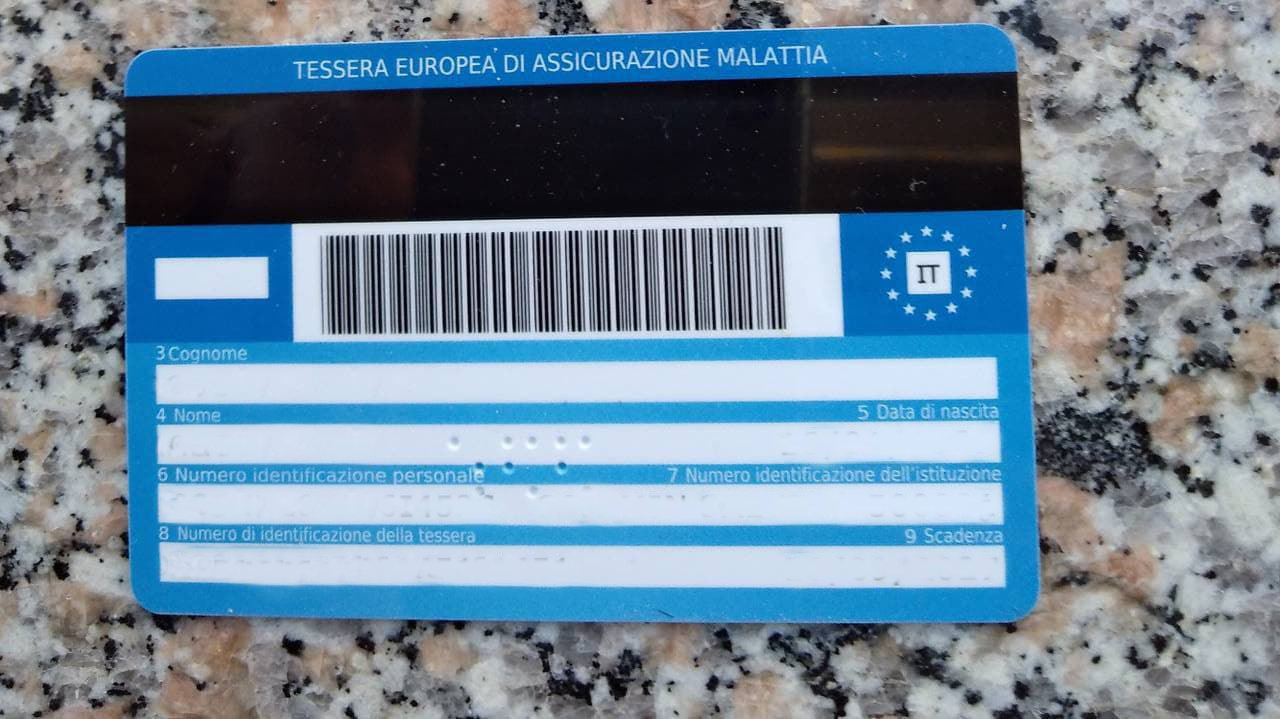 TESSERA EUROPEA DI ASSICURAZIONE MALATTIA
IT
3 Cognome
4 Nome
5 Data di nascita
6 Numero identificazione personale
7 Numero identificazione dell'istituzione
8 Numero di identificazione della tessera
9 Scadenza